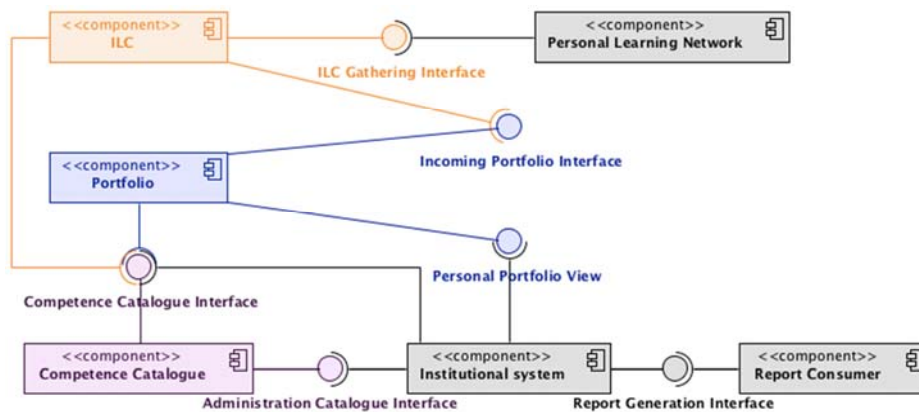 <<component>>
ILC
<<component>>
Personal Learning Network
ILC Gathering Interface
<<component>>
Portfolio
Incoming Portfolio Interface
Personal Portfolio View
Competence Catalogue Interface
<<component>>
Competence Catalogue
<<component>>
Institutional system
<<component>>
Report Consumer
Administration Catalogue Interface
Report Generation Interface